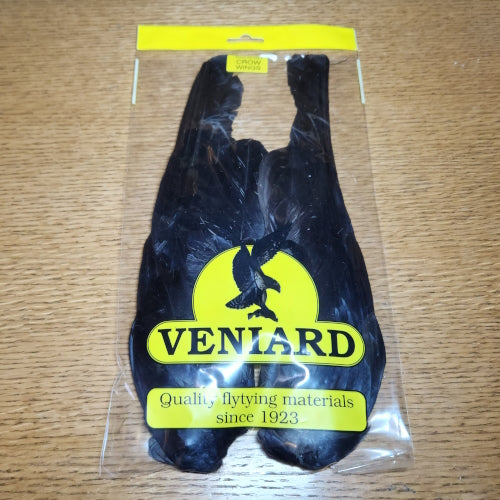 CROW
WINGS
VENIARD
Quality flytying materials
since 1923